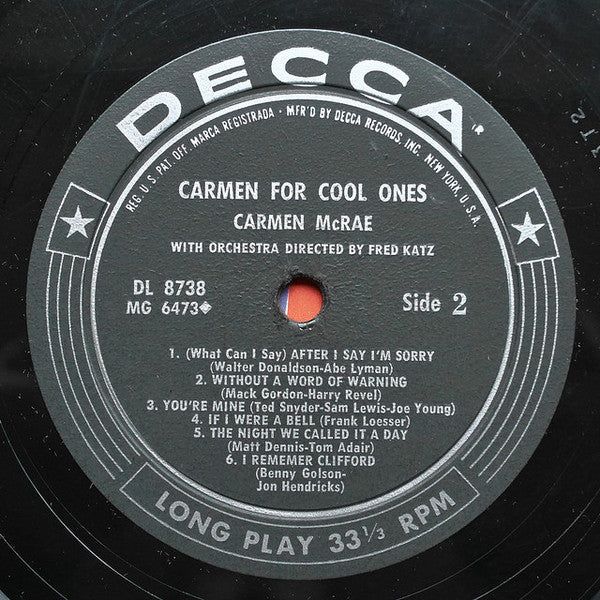 DECCA®
REG. U.S. PAT. OFF. MARCA REGISTRADA · MFR'D BY DECCA RECORDS, INC. NEW YORK, U.S.A.
CARMEN FOR COOL ONES
CARMEN McRAE
WITH ORCHESTRA DIRECTED BY FRED KATZ
DL 8738
MG 6473◆
Side 2
1. (What Can I Say) AFTER I SAY I'M SORRY
(Walter Donaldson-Abe Lyman)
2. WITHOUT A WORD OF WARNING
(Mack Gordon-Harry Revel)
3. YOU'RE MINE (Ted Snyder-Sam Lewis-Joe Young)
4. IF I WERE A BELL (Frank Loesser)
5. THE NIGHT WE CALLED IT A DAY
(Matt Dennis-Tom Adair)
6. I REMEMER CLIFFORD
(Benny Golson-
Jon Hendricks)
LONG PLAY 33⅓ RPM